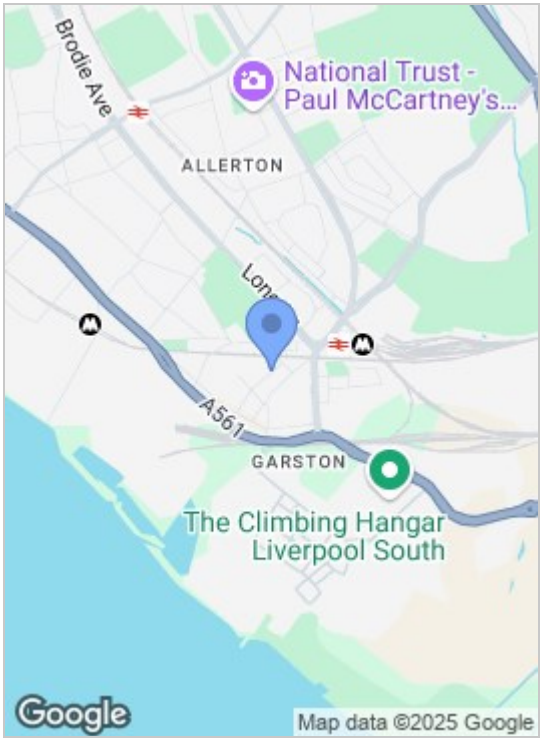 Brodie Ave
National Trust -
Paul McCartney's...
ALLERTON
A561
GARSTON
The Climbing Hangar
Liverpool South
Google
Map data ©2025 Google